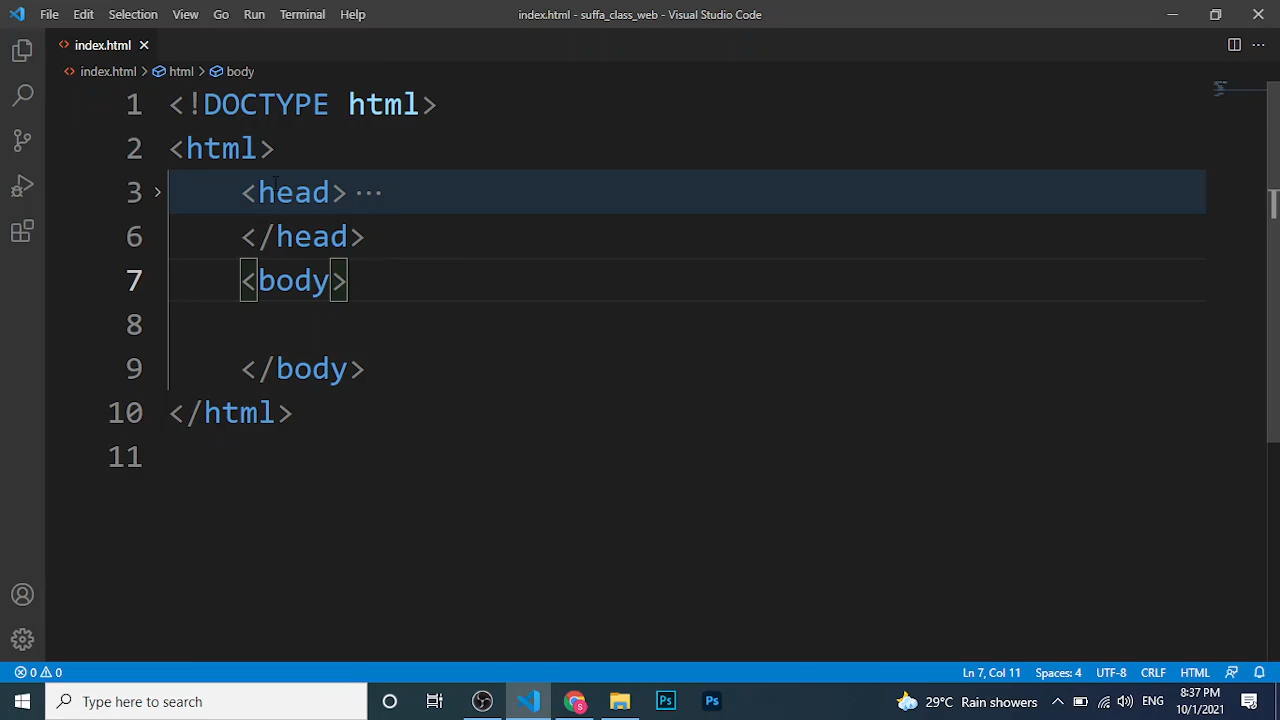 File Edit Selection View Go Run Terminal Help index.html - suffa_class_web - Visual Studio Code
index.html
index.html > html > body
1 <!DOCTYPE html>
2 <html>
3 <head> ···
6 </head>
7 <body>
8
9 </body>
10 </html>
11
0 0 Ln 7, Col 11 Spaces: 4 UTF-8 CRLF HTML
Type here to search Ps Ps 29°C Rain showers ENG 8:37 PM
10/1/2021